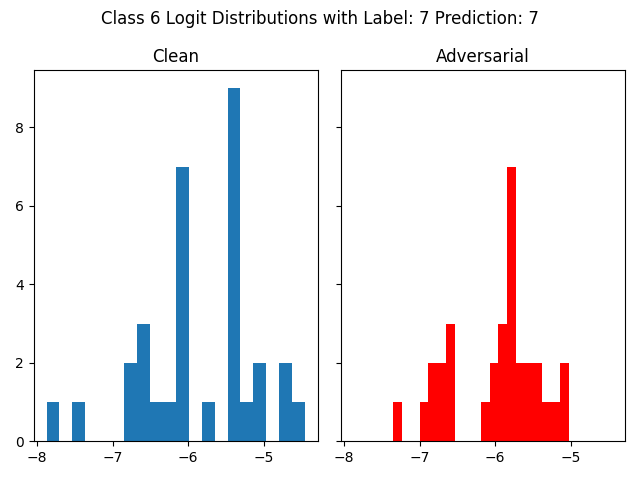 Class 6 Logit Distributions with Label: 7 Prediction: 7
Clean
Adversarial
8
6
4
2
0
−8 −7 −6 −5
−8 −7 −6 −5